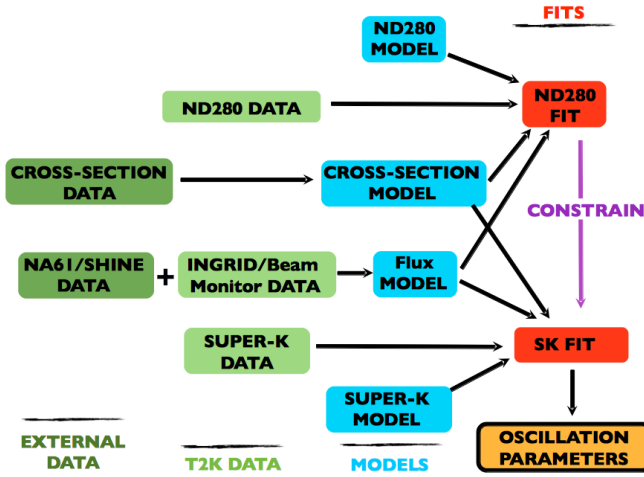 FITS
ND280
MODEL
ND280
FIT
ND280 DATA
CROSS-SECTION
DATA
CROSS-SECTION
MODEL
CONSTRAIN
NA61/SHINE
DATA
+
INGRID/Beam
Monitor DATA
Flux
MODEL
SUPER-K
DATA
SK FIT
SUPER-K
MODEL
OSCILLATION
PARAMETERS
EXTERNAL
DATA
T2K DATA
MODELS